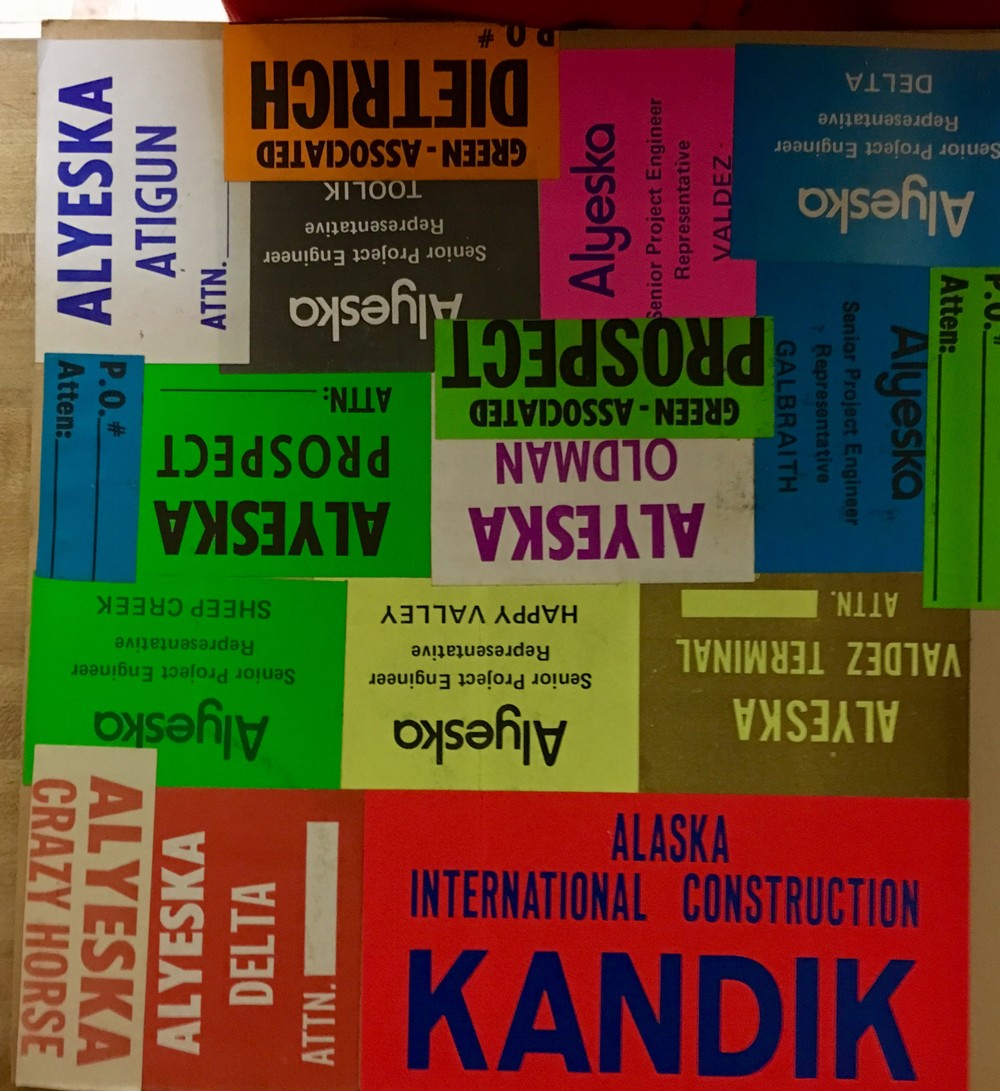 ALYESKA
ATIGUN
ATTN.
P.O.#
GREEN - ASSOCIATED
DIETRICH
Alyeska
Senior Project Engineer
Representative
TOOLIK
Alyeska
Senior Project Engineer
Representative
VALDEZ
Alyeska
Senior Project Engineer
Representative
DELTA
P.O.#
Atten:
ALYESKA
PROSPECT
ATTN:
GREEN - ASSOCIATED
PROSPECT
ALYESKA
OLDMAN
Alyeska
Senior Project Engineer
Representative
GALBRAITH
P.O.#
Atten:
Alyeska
Senior Project Engineer
Representative
SHEEP CREEK
Alyeska
Senior Project Engineer
Representative
HAPPY VALLEY
ALYESKA
VALDEZ TERMINAL
ATTN.
ALYESKA
CRAZY HORSE
ALYESKA
DELTA
ATTN.
ALASKA
INTERNATIONAL CONSTRUCTION
KANDIK